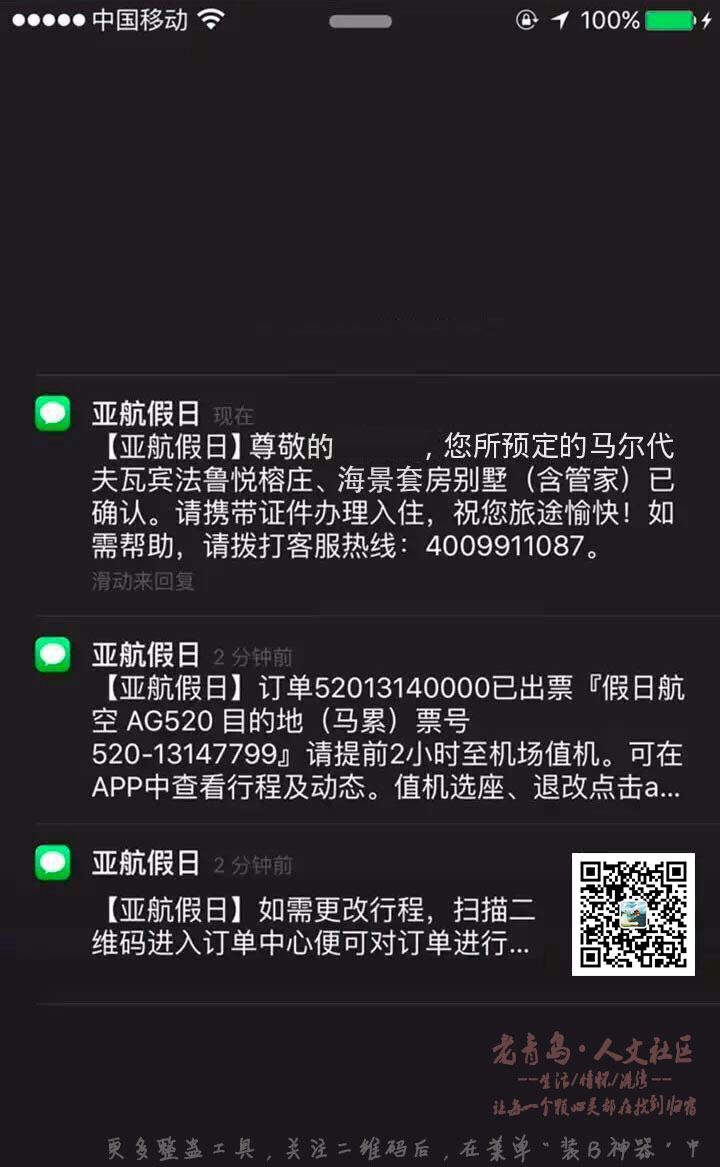 中国移动 100%
亚航假日 现在
【亚航假日】尊敬的 ，您所预定的马尔代
夫瓦宾法鲁悦榕庄、海景套房别墅（含管家）已
确认。请携带证件办理入住，祝您旅途愉快！如
需帮助，请拨打客服热线：4009911087。
滑动来回复
亚航假日 2 分钟前
【亚航假日】订单52013140000已出票『假日航
空 AG520 目的地（马累）票号
520-13147799』请提前2小时至机场值机。可在
APP中查看行程及动态。值机选座、退改点击a...
亚航假日 2 分钟前
【亚航假日】如需更改行程，扫描二
维码进入订单中心便可对订单进行...
老青鸟·人文社区
--生活/情怀/流浪--
让每一个颗心灵都在找到归宿
更多整蛊工具，关注二维码后，在菜单“装B神器”中